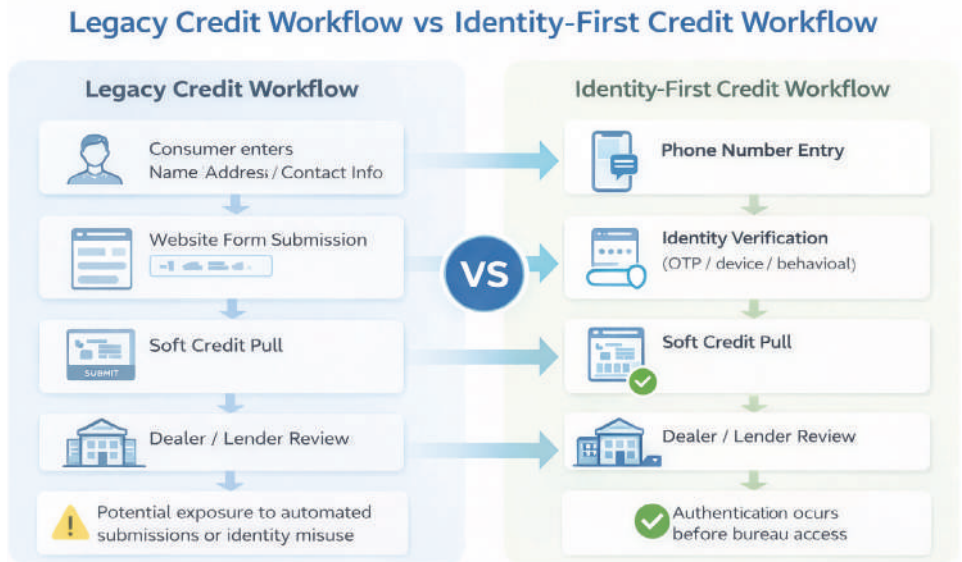 Legacy Credit Workflow vs Identity-First Credit Workflow
Legacy Credit Workflow
Consumer enters
Name Address / Contact Info
Website Form Submission
Soft Credit Pull
SUBMIT
Dealer / Lender Review
Potential exposure to automated
submissions or identity misuse
VS
Identity-First Credit Workflow
Phone Number Entry
Identity Verification
(OTP / device / behavioal)
Soft Credit Pull
Dealer / Lender Review
Authentication ocurs
before bureau access